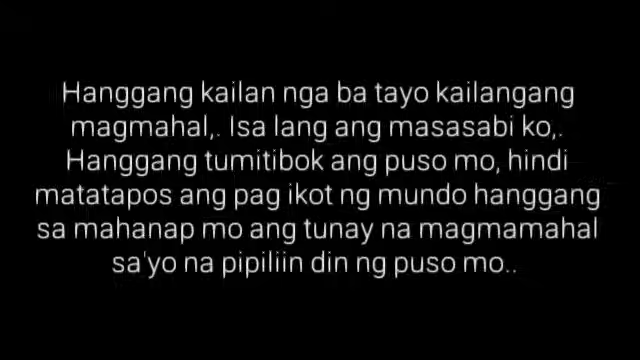 Hanggang kailan nga ba tayo kailangang
magmahal,. Isa lang ang masasabi ko,.
Hanggang tumitibok ang puso mo, hindi
matatapos ang pag ikot ng mundo hanggang
sa mahanap mo ang tunay na magmamahal
sa'yo na pipiliin din ng puso mo..